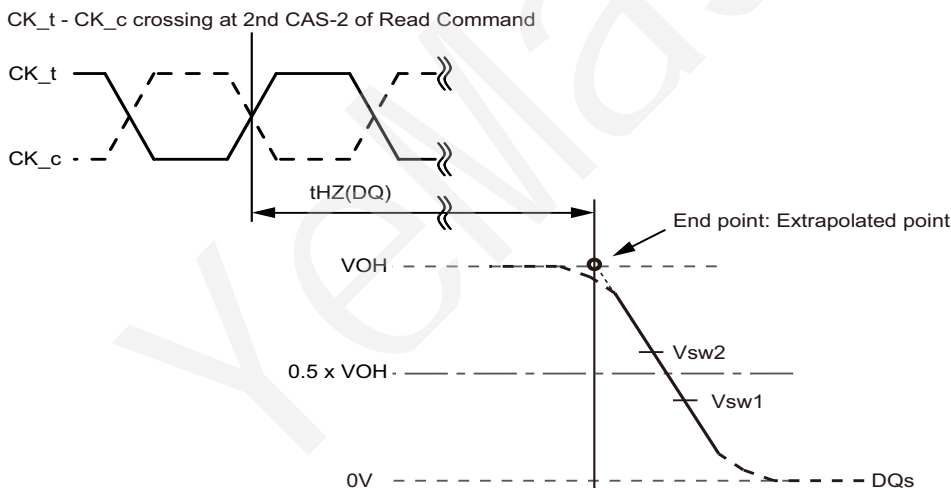 CK_t - CK_c crossing at 2nd CAS-2 of Read Command
CK_t
CK_c
tHZ(DQ)
End point: Extrapolated point
VOH
Vsw2
0.5 x VOH
Vsw1
0V
DQs